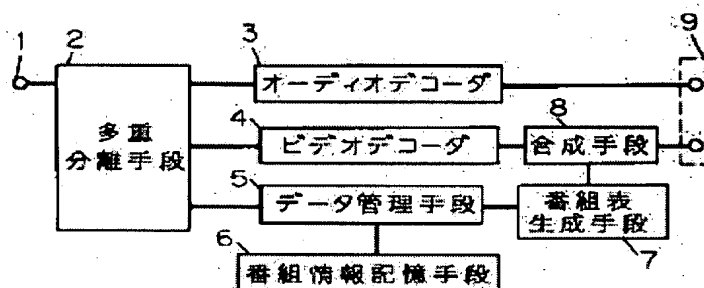 1
2
3
9
オーディオデコーダ
4
8
多重
分離手段
ビデオデコーダ
合成手段
5
データ管理手段
番組表
生成手段
6
7
番組情報記憶手段